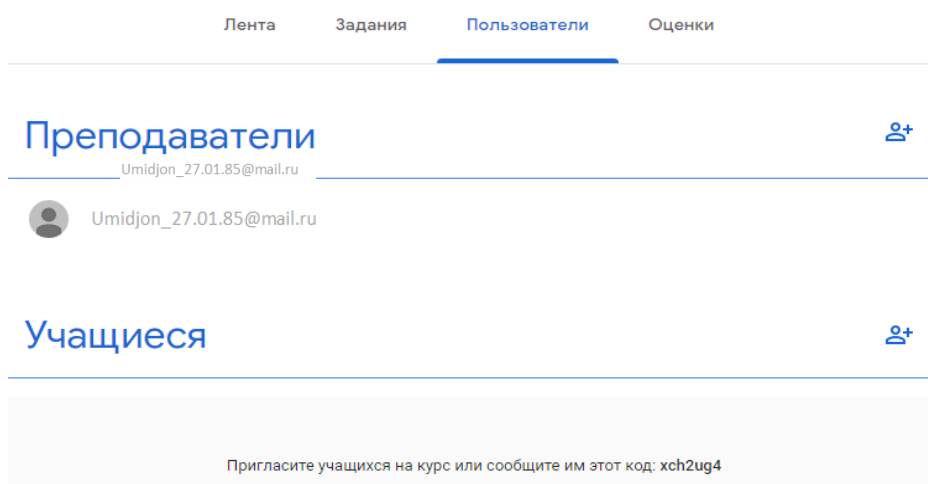 Лента Задания Пользователи Оценки
Преподаватели
Umidjon_27.01.85@mail.ru
Umidjon_27.01.85@mail.ru
Учащиеся
Пригласите учащихся на курс или сообщите им этот код: xch2ug4